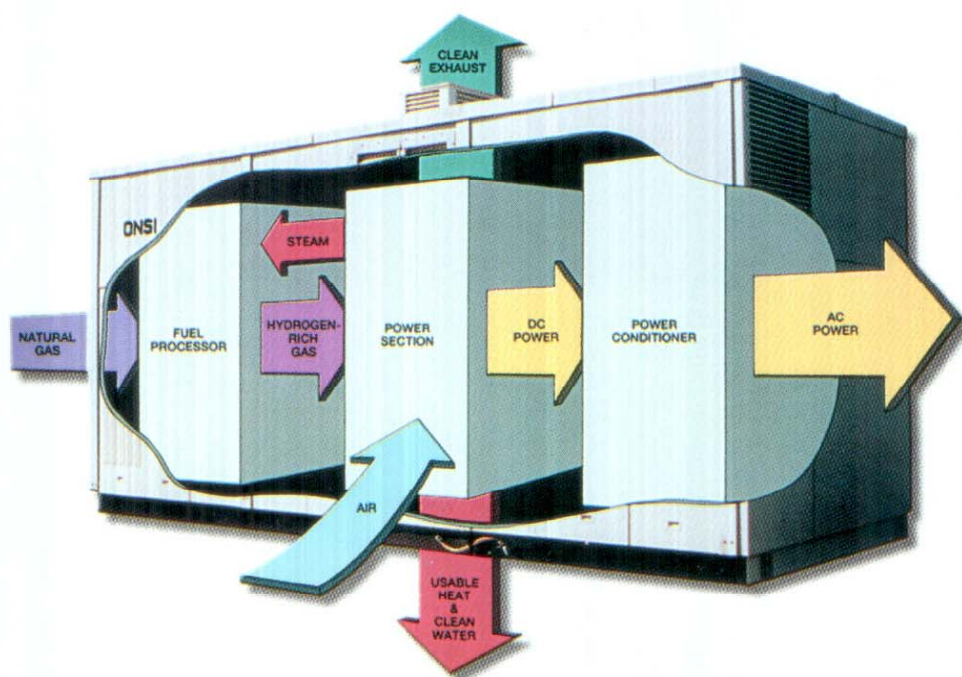 CLEAN
EXHAUST
ONSI
STEAM
NATURAL
GAS
FUEL
PROCESSOR
HYDROGEN-
RICH
GAS
POWER
SECTION
DC
POWER
POWER
CONDITIONER
AC
POWER
AIR
USABLE
HEAT
&
CLEAN
WATER